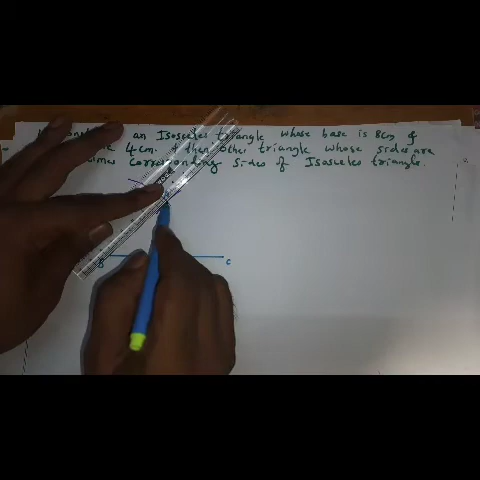 an Isosceles triangle whose base is 8cm &
4cm. & then other triangle whose sides are
corresponding sides of Isosceles triangle.
B C